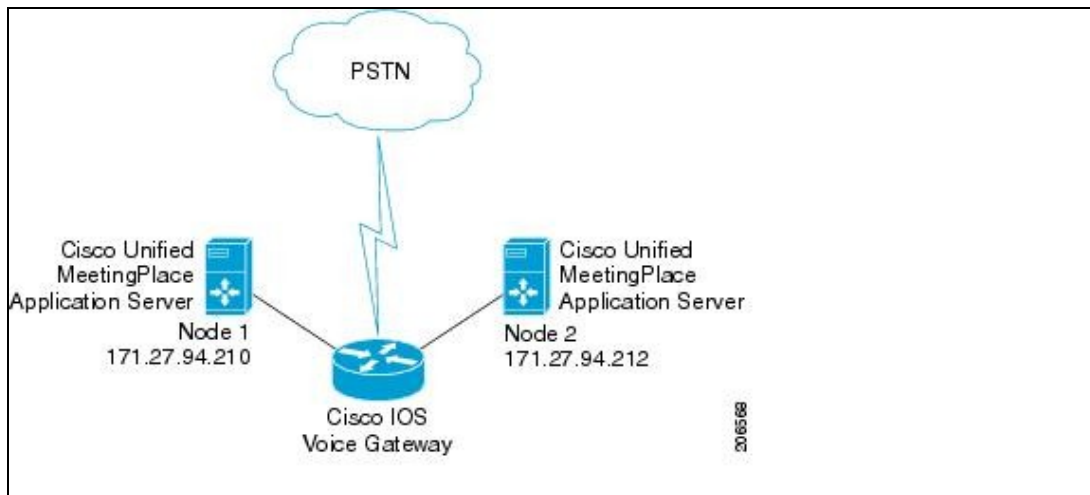 PSTN
Cisco Unified
MeetingPlace
Application Server
Node 1
171.27.94.210
Cisco Unified
MeetingPlace
Application Server
Node 2
171.27.94.212
Cisco IOS
Voice Gateway
206568